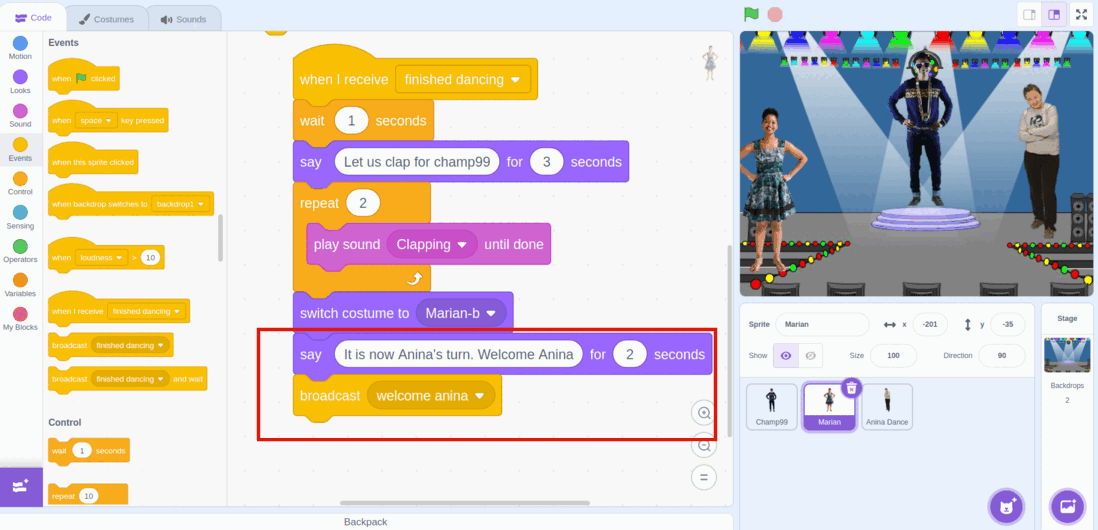 Code Costumes Sounds
Motion
Looks
Sound
Events
Control
Sensing
Operators
Variables
My Blocks
Events
when clicked
when space key pressed
when this sprite clicked
when backdrop switches to backdrop1
when loudness > 10
when I receive finished dancing
broadcast finished dancing
broadcast finished dancing and wait
Control
wait 1 seconds
repeat 10
when I receive finished dancing
wait 1 seconds
say Let us clap for champ99 for 3 seconds
repeat 2
play sound Clapping until done
switch costume to Marian-b
say It is now Anina's turn. Welcome Anina for 2 seconds
broadcast welcome anina
Backpack
Sprite Marian x -201 y -35
Show Size 100 Direction 90
Champ99 Marian Anina Dance
Stage
Backdrops
2